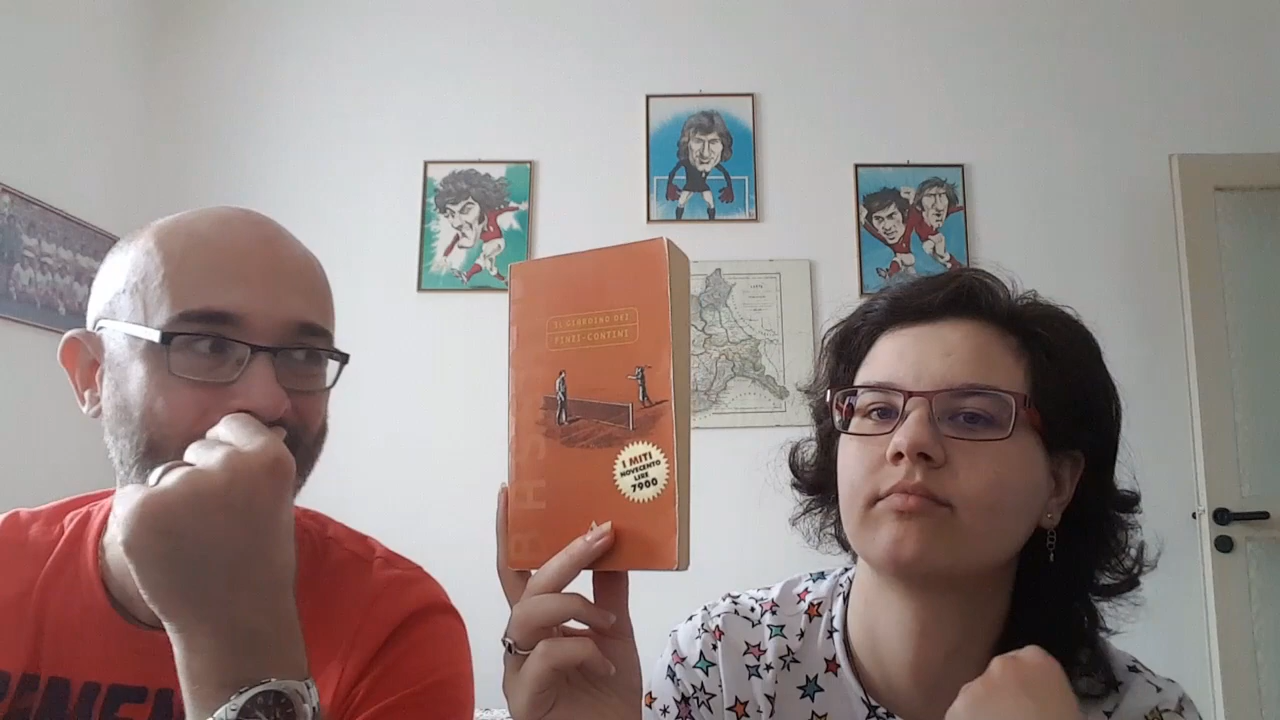 IL GIARDINO DEI
FINZI-CONTINI
I MITI
NOVECENTO
LIRE
7900